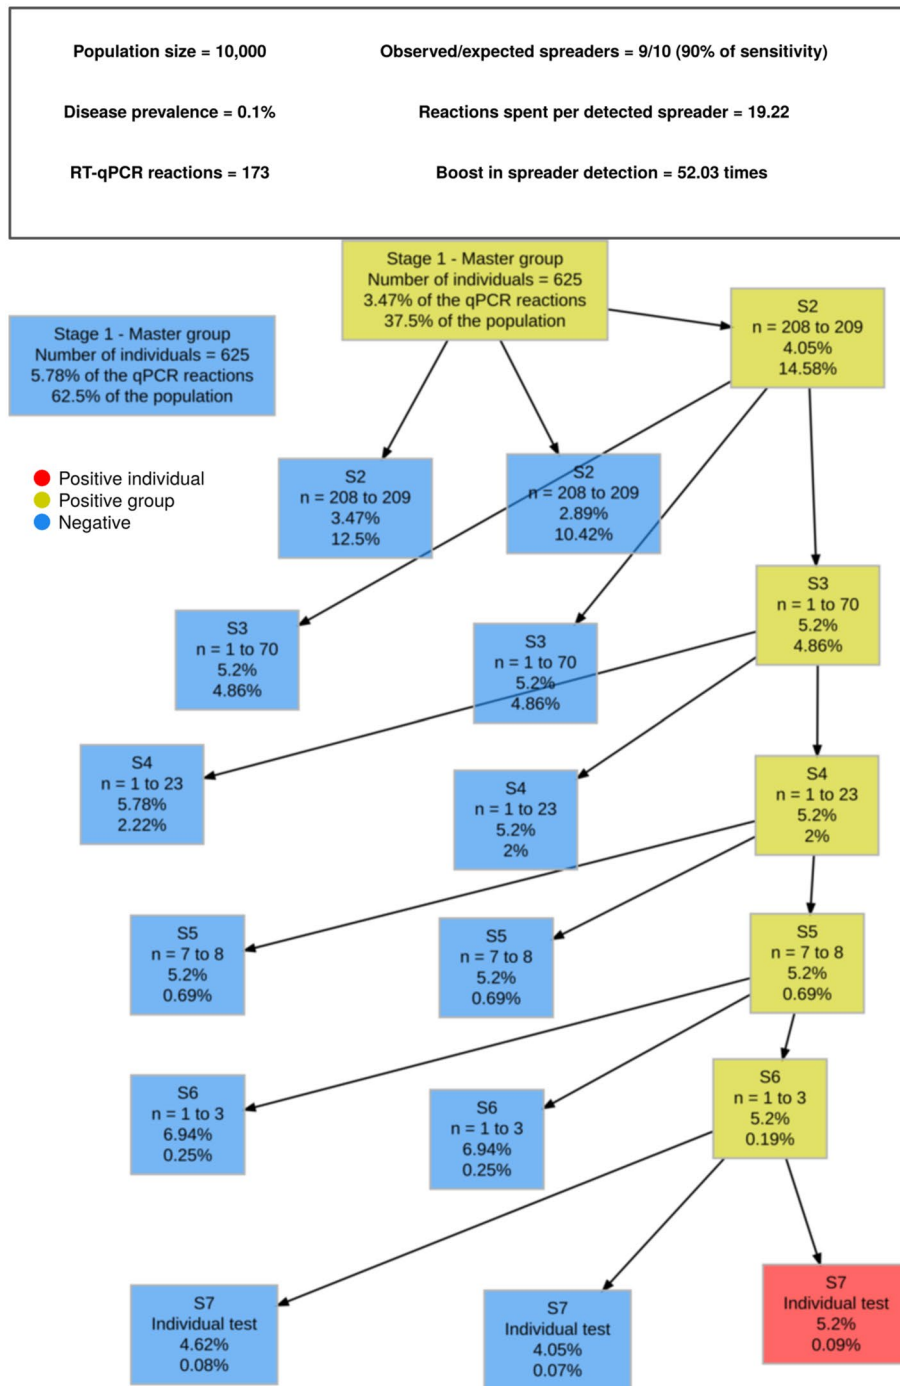 Population size = 10,000
Observed/expected spreaders = 9/10 (90% of sensitivity)
Disease prevalence = 0.1%
Reactions spent per detected spreader = 19.22
RT-qPCR reactions = 173
Boost in spreader detection = 52.03 times
Stage 1 - Master group
Number of individuals = 625
3.47% of the qPCR reactions
37.5% of the population
S2
n = 208 to 209
4.05%
14.58%
Stage 1 - Master group
Number of individuals = 625
5.78% of the qPCR reactions
62.5% of the population
Positive individual
Positive group
Negative
S2
n = 208 to 209
3.47%
12.5%
S2
n = 208 to 209
2.89%
10.42%
S3
n = 1 to 70
5.2%
4.86%
S3
n = 1 to 70
5.2%
4.86%
S3
n = 1 to 70
5.2%
4.86%
S4
n = 1 to 23
5.78%
2.22%
S4
n = 1 to 23
5.2%
2%
S4
n = 1 to 23
5.2%
2%
S5
n = 7 to 8
5.2%
0.69%
S5
n = 7 to 8
5.2%
0.69%
S5
n = 7 to 8
5.2%
0.69%
S6
n = 1 to 3
6.94%
0.25%
S6
n = 1 to 3
6.94%
0.25%
S6
n = 1 to 3
5.2%
0.19%
S7
Individual test
4.62%
0.08%
S7
Individual test
4.05%
0.07%
S7
Individual test
5.2%
0.09%